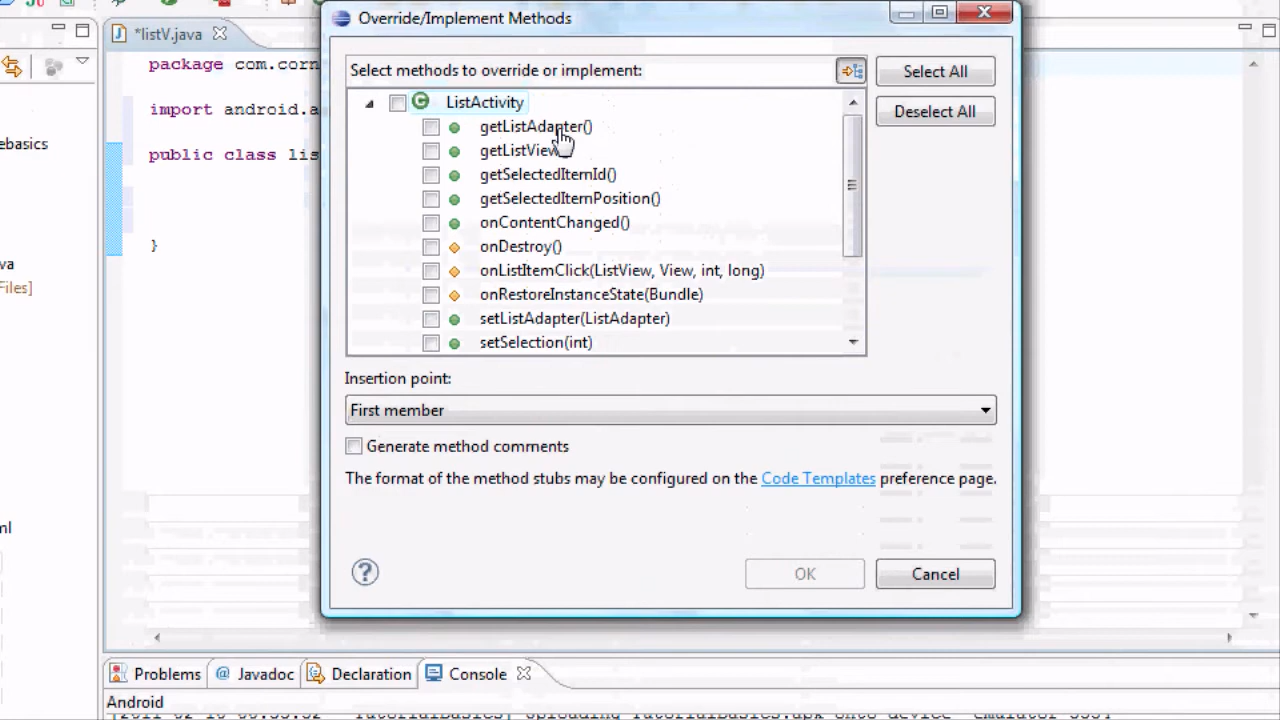 Override/Implement Methods
*listV.java
package com.corn
Select methods to override or implement:
Select All
ListActivity
import android.a
Deselect All
getListAdapter()
ebasics
public class lis
getListView
getSelectedItemId()
getSelectedItemPosition()
onContentChanged()
}
onDestroy()
va
onListItemClick(ListView, View, int, long)
Files]
onRestoreInstanceState(Bundle)
setListAdapter(ListAdapter)
setSelection(int)
Insertion point:
First member
Generate method comments
The format of the method stubs may be configured on the Code Templates preference page.
ml
?
OK
Cancel
Problems
@ Javadoc
Declaration
Console
Android